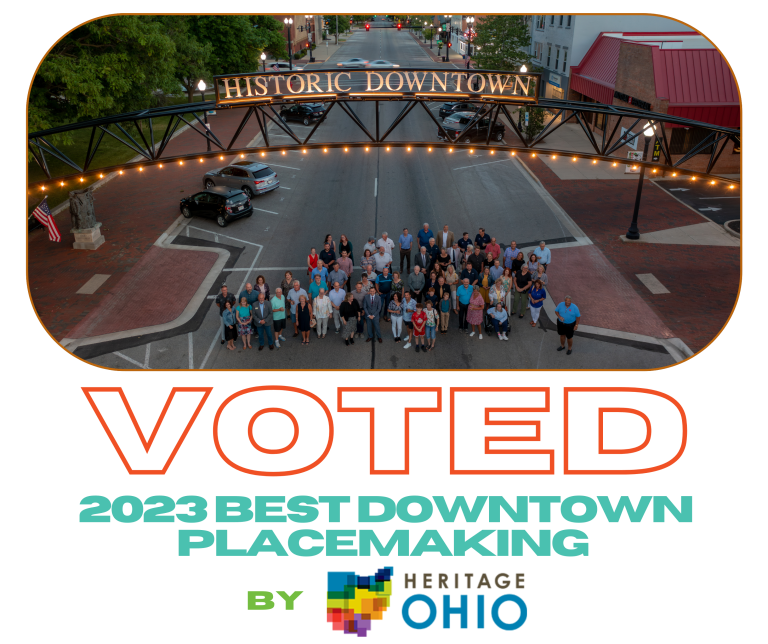 HISTORIC DOWNTOWN
VOTED
2023 BEST DOWNTOWN
PLACEMAKING
BY HERITAGE
OHIO